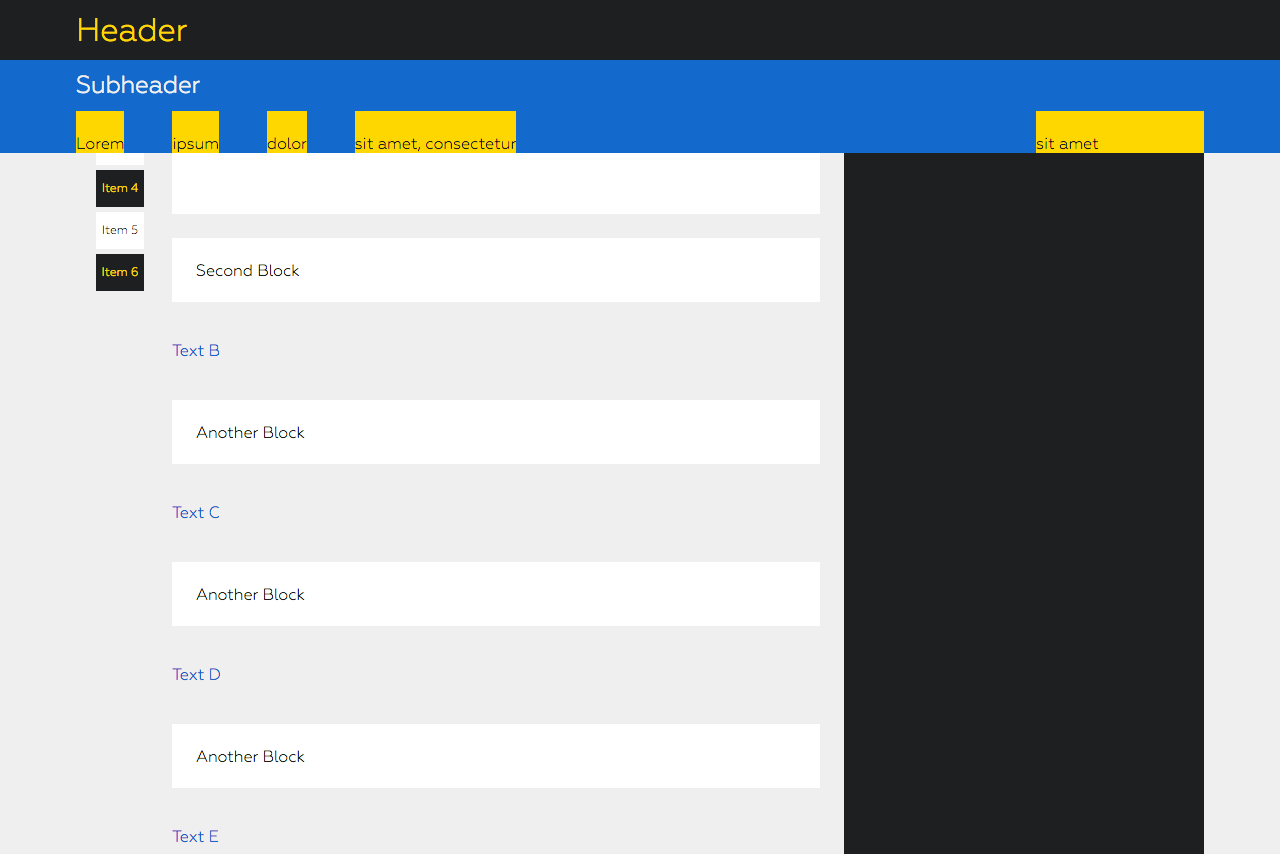 Header
Subheader
Lorem ipsum dolor sit amet, consectetur sit amet
Item 4
Item 5
Item 6
Second Block
Text B
Another Block
Text C
Another Block
Text D
Another Block
Text E